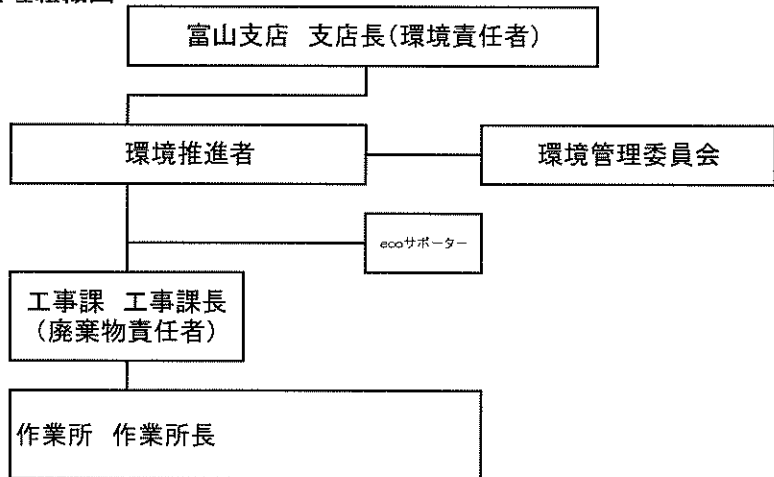 富山支店 支店長(環境責任者)
環境推進者
環境管理委員会
ecoサポーター
工事課 工事課長
(廃棄物責任者)
作業所 作業所長